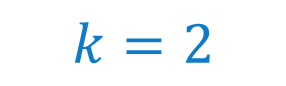 k = 2